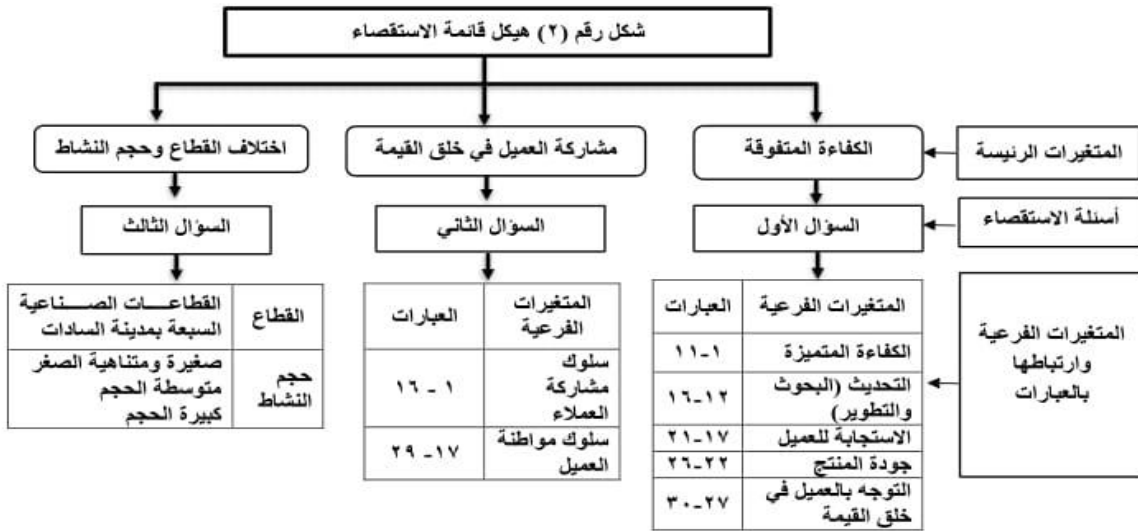 شكل رقم (٢) هيكل قائمة الاستقصاء
المتغيرات الرئيسة
الكفاءة المتفوقة
مشاركة العميل في خلق القيمة
اختلاف القطاع وحجم النشاط
أسئلة الاستقصاء
السؤال الأول
السؤال الثاني
السؤال الثالث
المتغيرات الفرعية
وارتباطها
بالعبارات
المتغيرات الفرعية
العبارات
الكفاءة المتميزة
١-١١
التحديث (البحوث
والتطوير)
١٢-١٦
الاستجابة للعميل
١٧-٢١
جودة المنتج
٢٢-٢٦
التوجه بالعميل في
خلق القيمة
٢٧-٣٠
المتغيرات
الفرعية
العبارات
سلوك
مشاركة
العملاء
١ - ١٦
سلوك مواطنة
العميل
١٧- ٢٩
القطاع
القطاعـــات الصـــناعية
السبعة بمدينة السادات
حجم
النشاط
صغيرة ومتناهية الصغر
متوسطة الحجم
كبيرة الحجم